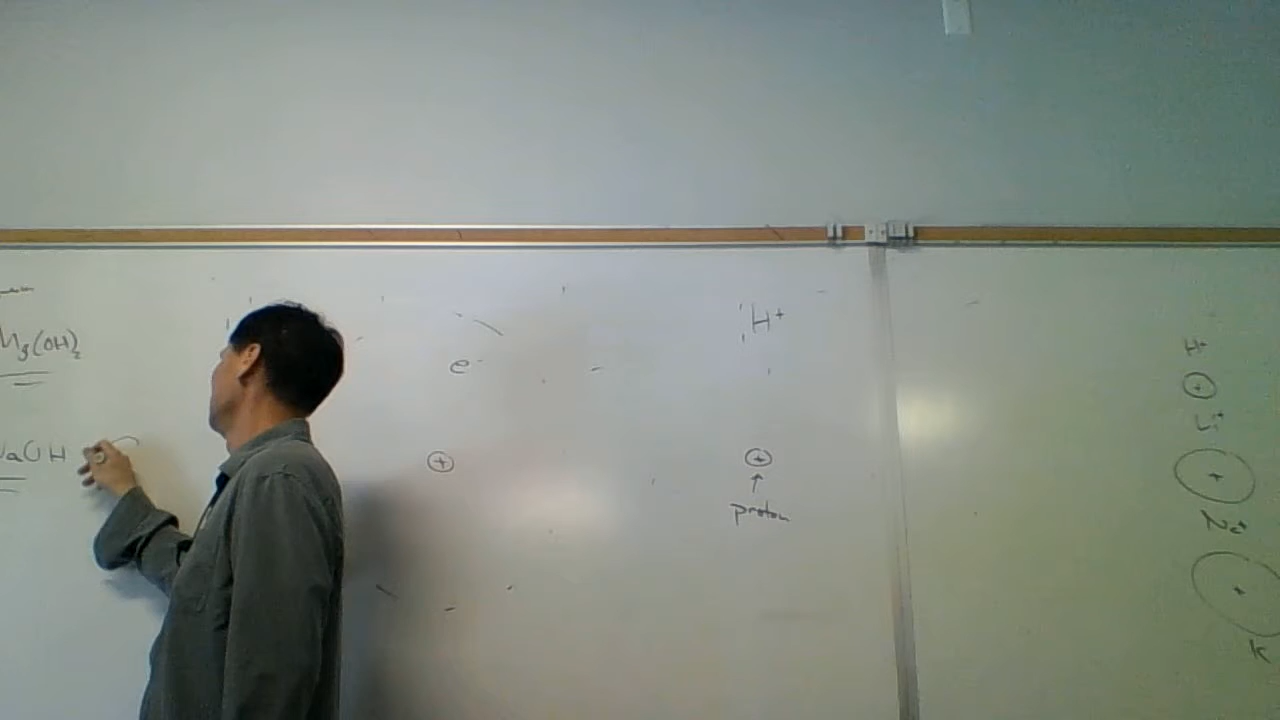 Mg(OH)₂
NaOH
e⁻
+
H⁺
+
↑
proton
H⁺
+
Li⁺
+
Na⁺
+
K